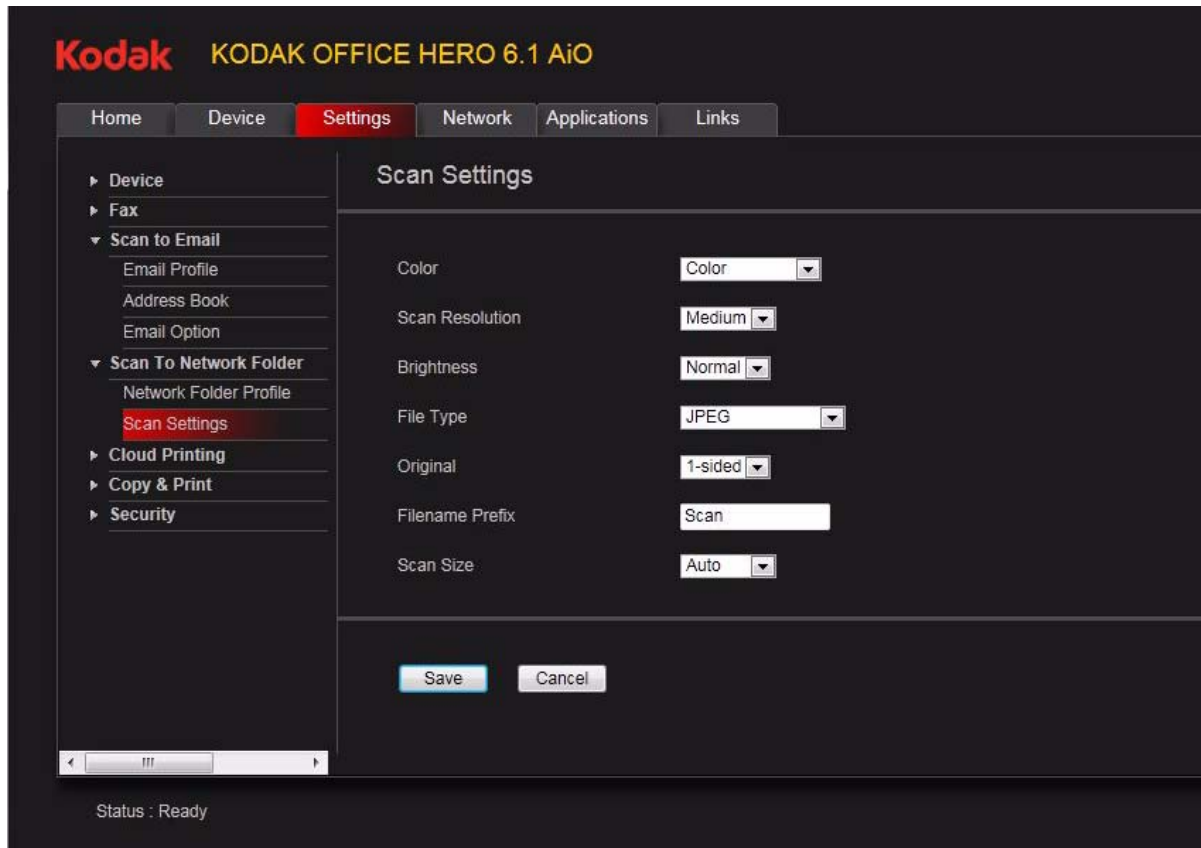 Kodak KODAK OFFICE HERO 6.1 AiO
Home Device Settings Network Applications Links
Device
Fax
Scan to Email
Email Profile
Address Book
Email Option
Scan To Network Folder
Network Folder Profile
Scan Settings
Cloud Printing
Copy & Print
Security
Scan Settings
Color Color
Scan Resolution Medium
Brightness Normal
File Type JPEG
Original 1-sided
Filename Prefix Scan
Scan Size Auto
Save Cancel
Status : Ready